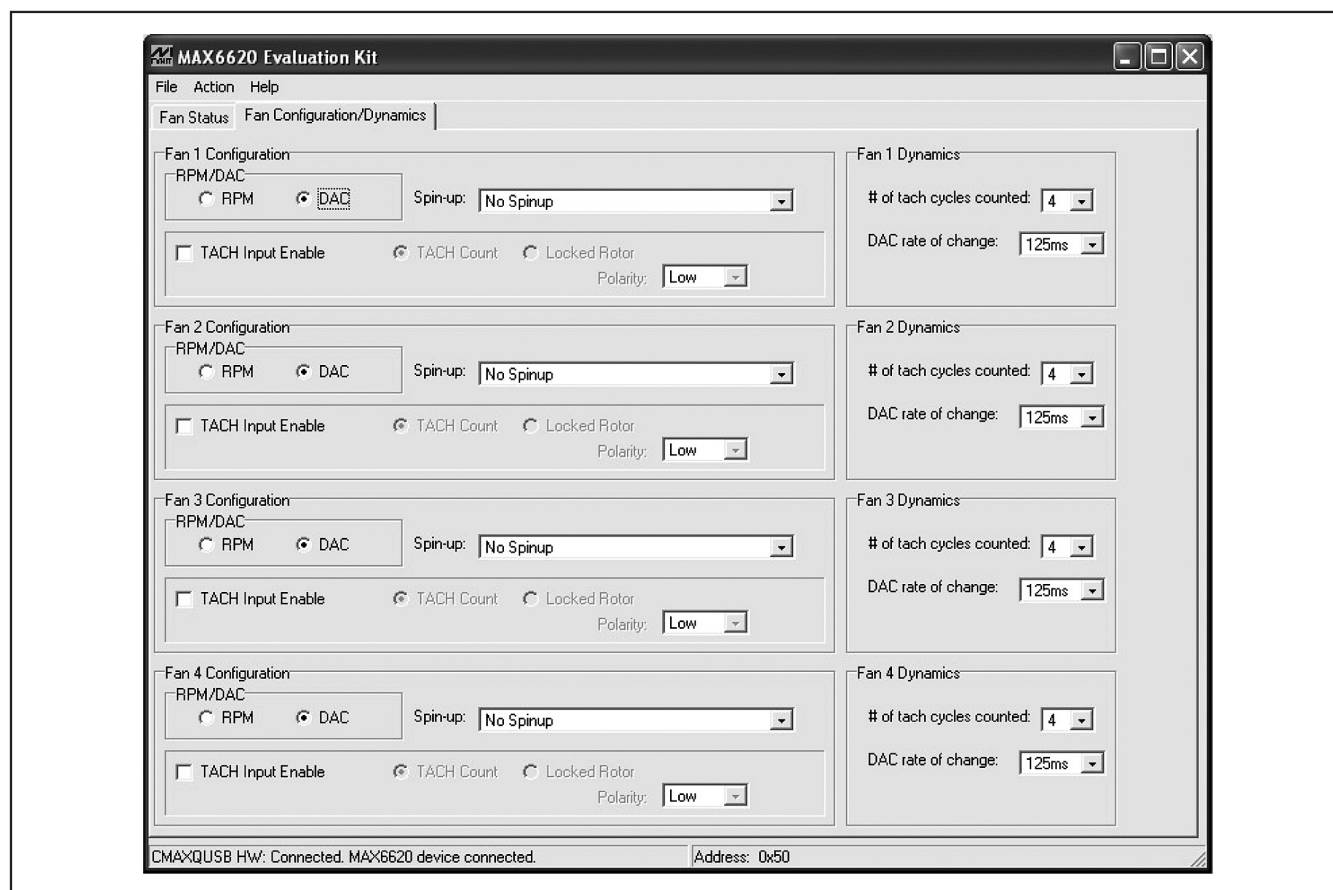 MAX6620 Evaluation Kit
File Action Help
Fan Status Fan Configuration/Dynamics
Fan 1 Configuration
RPM/DAC
RPM DAC Spin-up: No Spinup
TACH Input Enable TACH Count Locked Rotor
Polarity: Low
Fan 1 Dynamics
# of tach cycles counted: 4
DAC rate of change: 125ms
Fan 2 Configuration
RPM/DAC
RPM DAC Spin-up: No Spinup
TACH Input Enable TACH Count Locked Rotor
Polarity: Low
Fan 2 Dynamics
# of tach cycles counted: 4
DAC rate of change: 125ms
Fan 3 Configuration
RPM/DAC
RPM DAC Spin-up: No Spinup
TACH Input Enable TACH Count Locked Rotor
Polarity: Low
Fan 3 Dynamics
# of tach cycles counted: 4
DAC rate of change: 125ms
Fan 4 Configuration
RPM/DAC
RPM DAC Spin-up: No Spinup
TACH Input Enable TACH Count Locked Rotor
Polarity: Low
Fan 4 Dynamics
# of tach cycles counted: 4
DAC rate of change: 125ms
CMAXQUSB HW: Connected. MAX6620 device connected. Address: 0x50